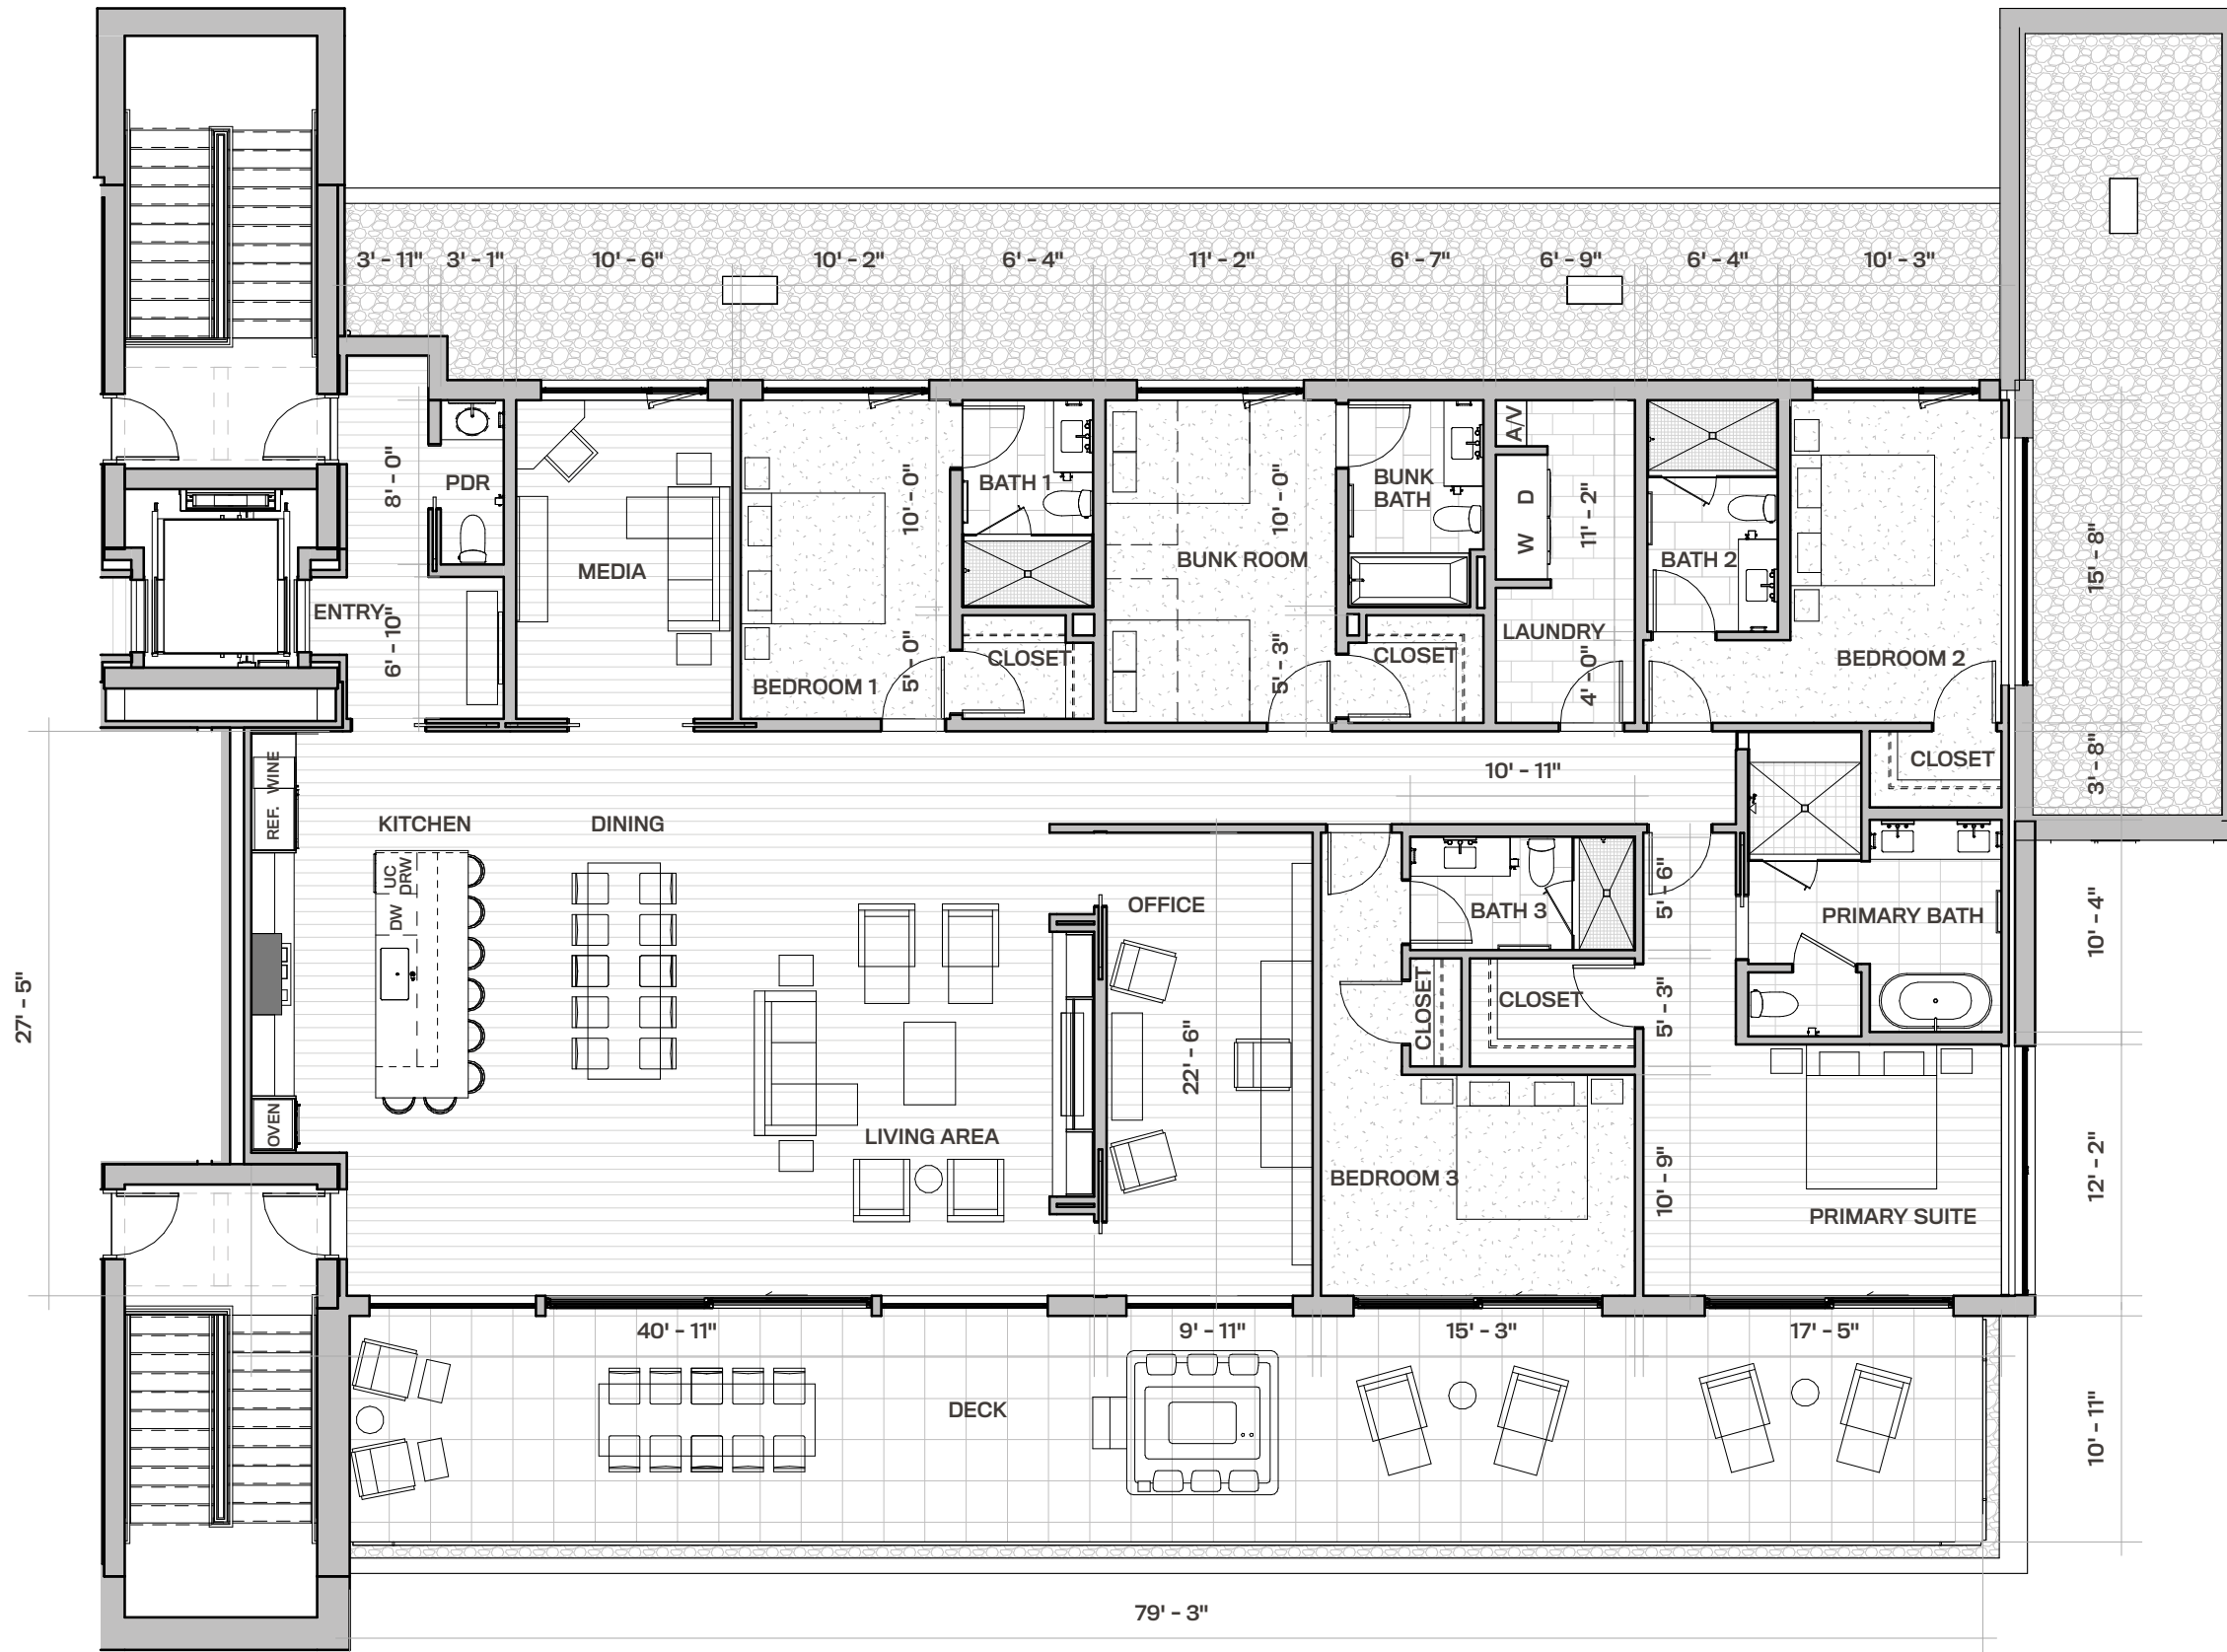 3' - 11"
3' - 1"
10' - 6"
10' - 2"
6' - 4"
11' - 2"
6' - 7"
6' - 9"
6' - 4"
10' - 3"
8' - 0"
PDR
MEDIA
10' - 0"
BATH 1
10' - 0"
BUNK ROOM
BUNK
BATH
A/V
W D
11' - 2"
BATH 2
15' - 8"
ENTRY
6' - 10"
BEDROOM 1
5' - 0"
CLOSET
5' - 3"
CLOSET
LAUNDRY
4' - 0"
BEDROOM 2
CLOSET
3' - 8"
10' - 11"
REF. WINE
KITCHEN
DINING
UC
DRW
DW
OVEN
27' - 5"
LIVING AREA
OFFICE
22' - 6"
BATH 3
CLOSET
CLOSET
5' - 6"
5' - 3"
PRIMARY BATH
10' - 4"
BEDROOM 3
10' - 9"
PRIMARY SUITE
12' - 2"
40' - 11"
9' - 11"
15' - 3"
17' - 5"
DECK
10' - 11"
79' - 3"